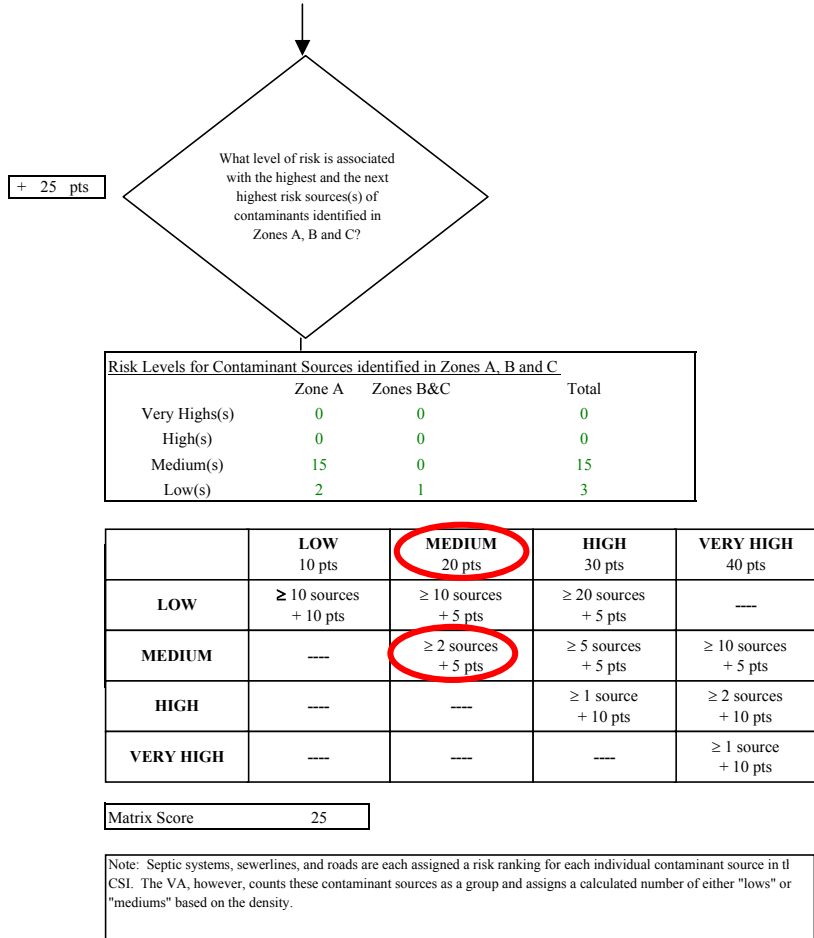 What level of risk is associated
with the highest and the next
highest risk sources(s) of
contaminants identified in
Zones A, B and C?
+ 25 pts
Risk Levels for Contaminant Sources identified in Zones A, B and C
Zone A Zones B&C Total
Very Highs(s) 0 0 0
High(s) 0 0 0
Medium(s) 15 0 15
Low(s) 2 1 3
LOW MEDIUM HIGH VERY HIGH
10 pts 20 pts 30 pts 40 pts
LOW ≥ 10 sources ≥ 10 sources ≥ 20 sources ----
+ 10 pts + 5 pts + 5 pts
MEDIUM ---- ≥ 2 sources ≥ 5 sources ≥ 10 sources
+ 5 pts + 5 pts + 5 pts
HIGH ---- ---- ≥ 1 source ≥ 2 sources
+ 10 pts + 10 pts
VERY HIGH ---- ---- ---- ≥ 1 source
+ 10 pts
Matrix Score 25
Note: Septic systems, sewerlines, and roads are each assigned a risk ranking for each individual contaminant source in
CSI. The VA, however, counts these contaminant sources as a group and assigns a calculated number of either "lows" or
"mediums" based on the density.